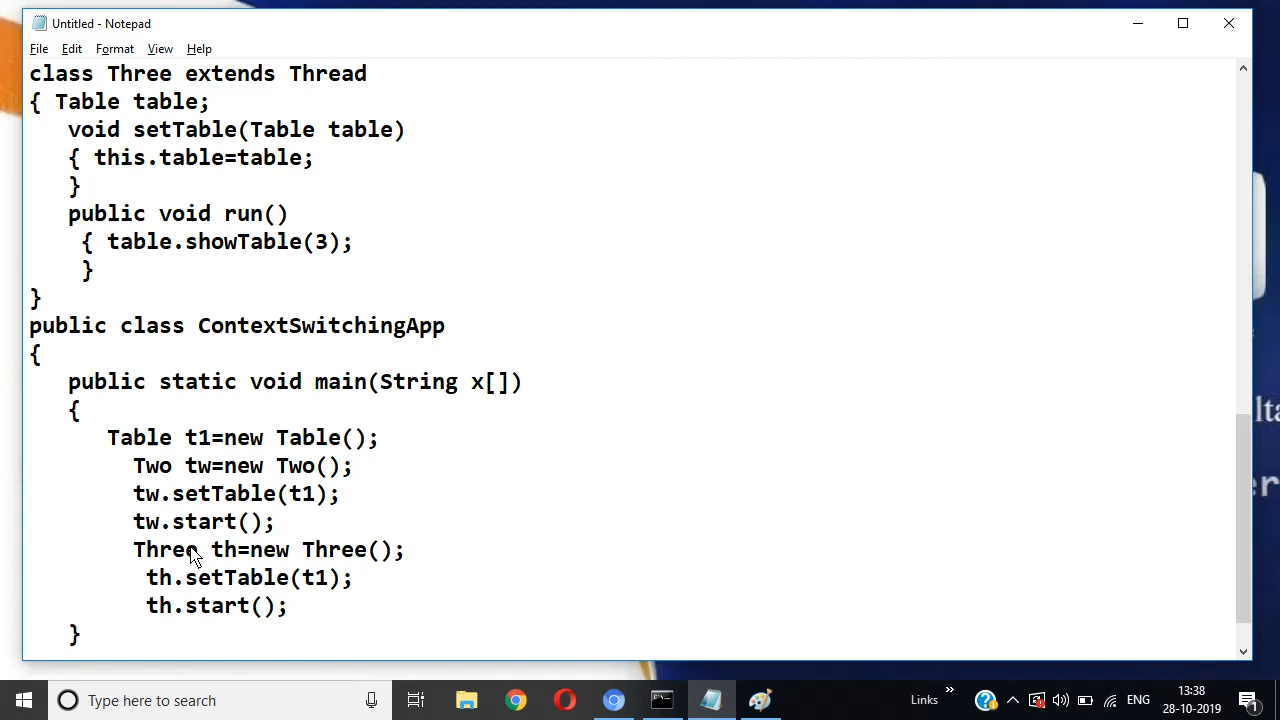 Untitled - Notepad
File Edit Format View Help
class Three extends Thread
{ Table table;
void setTable(Table table)
{ this.table=table;
}
public void run()
{ table.showTable(3);
}
}
public class ContextSwitchingApp
{
public static void main(String x[])
{
Table t1=new Table();
Two tw=new Two();
tw.setTable(t1);
tw.start();
Three th=new Three();
th.setTable(t1);
th.start();
}
Type here to search
Links
ENG
13:38
28-10-2019
1